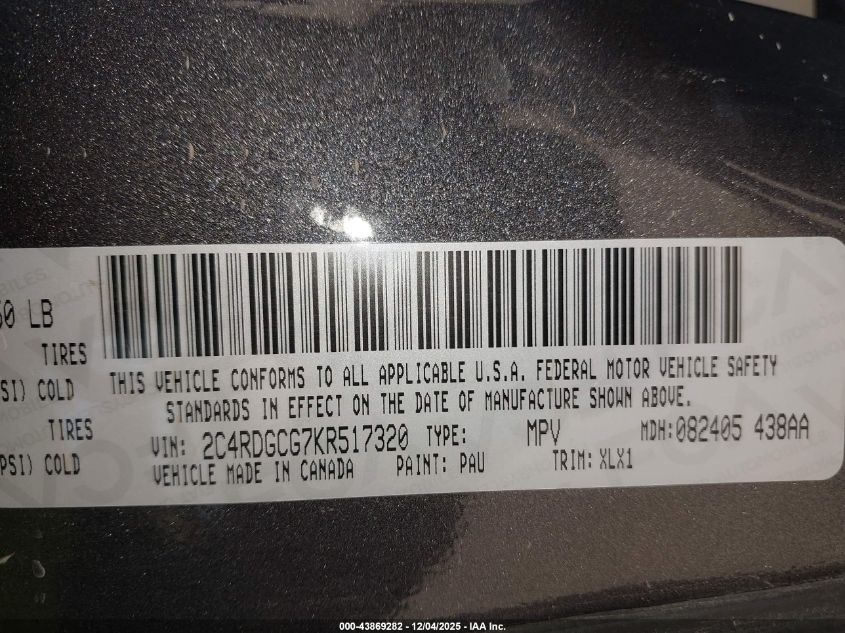 50 LB
TIRES
SI) COLD
TIRES
PSI) COLD
THIS VEHICLE CONFORMS TO ALL APPLICABLE U.S.A. FEDERAL MOTOR VEHICLE SAFETY
STANDARDS IN EFFECT ON THE DATE OF MANUFACTURE SHOWN ABOVE.
VIN: 2C4RDGCG7KR517320 TYPE: MPV MDH:082405 438AA
VEHICLE MADE IN CANADA PAINT: PAU TRIM: XLX1
000-43869282 - 12/04/2025 - IAA Inc.